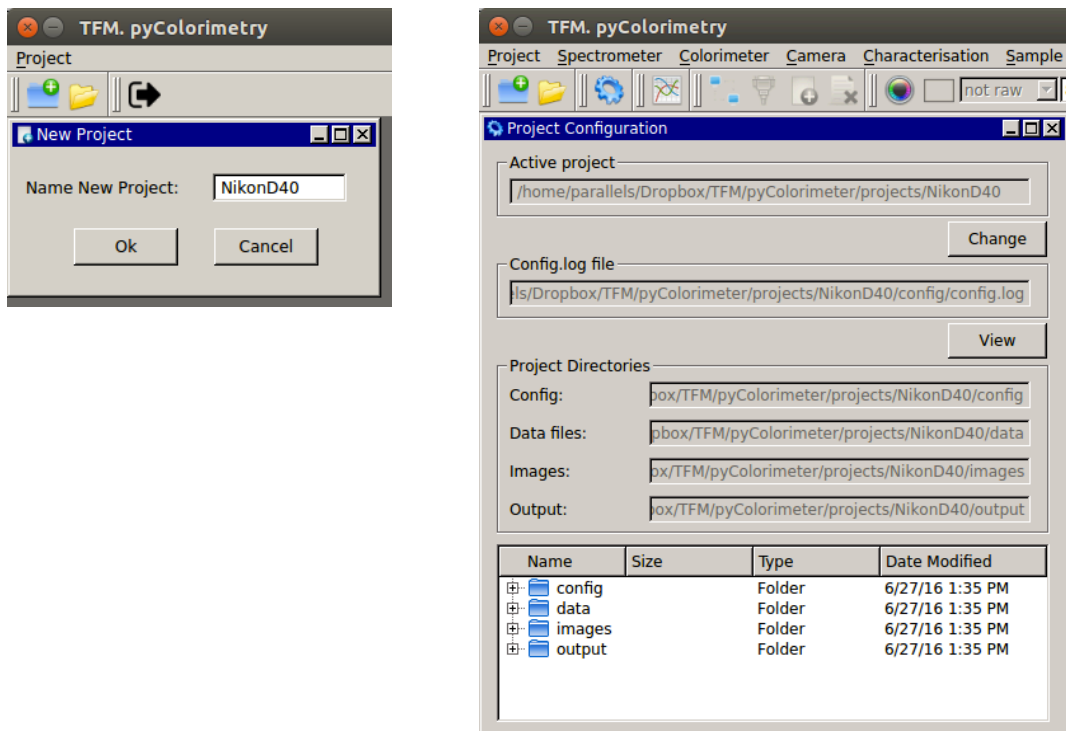 TFM. pyColorimetry
Project
New Project
Name New Project: NikonD40
Ok Cancel
TFM. pyColorimetry
Project Spectrometer Colorimeter Camera Characterisation Sample
not raw
Project Configuration
Active project
/home/parallels/Dropbox/TFM/pyColorimeter/projects/NikonD40
Change
Config.log file
els/Dropbox/TFM/pyColorimeter/projects/NikonD40/config/config.log
View
Project Directories
Config: box/TFM/pyColorimeter/projects/NikonD40/config
Data files: pbox/TFM/pyColorimeter/projects/NikonD40/data
Images: ox/TFM/pyColorimeter/projects/NikonD40/images
Output: box/TFM/pyColorimeter/projects/NikonD40/output
Name Size Type Date Modified
config Folder 6/27/16 1:35 PM
data Folder 6/27/16 1:35 PM
images Folder 6/27/16 1:35 PM
output Folder 6/27/16 1:35 PM